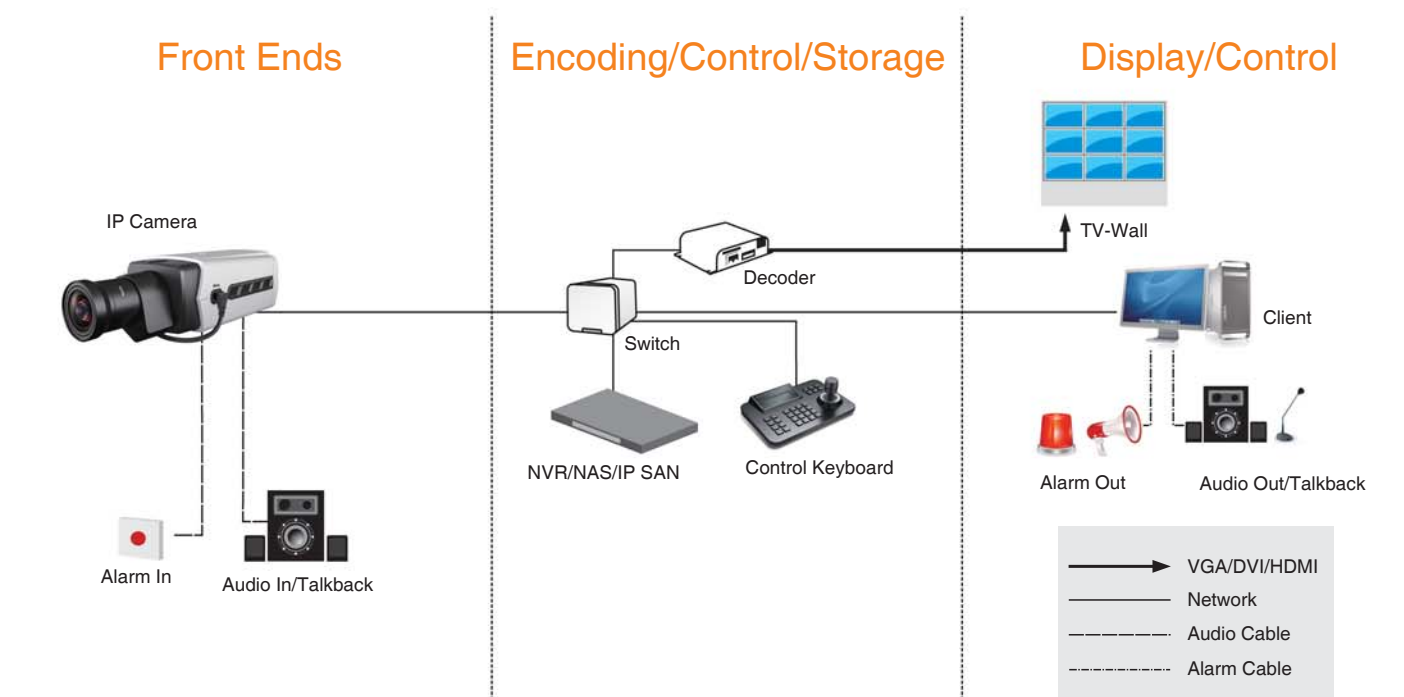 Front Ends
Encoding/Control/Storage
Display/Control
IP Camera
TV-Wall
Decoder
Client
Switch
NVR/NAS/IP SAN
Control Keyboard
Alarm Out
Audio Out/Talkback
Alarm In
Audio In/Talkback
VGA/DVI/HDMI
Network
Audio Cable
Alarm Cable